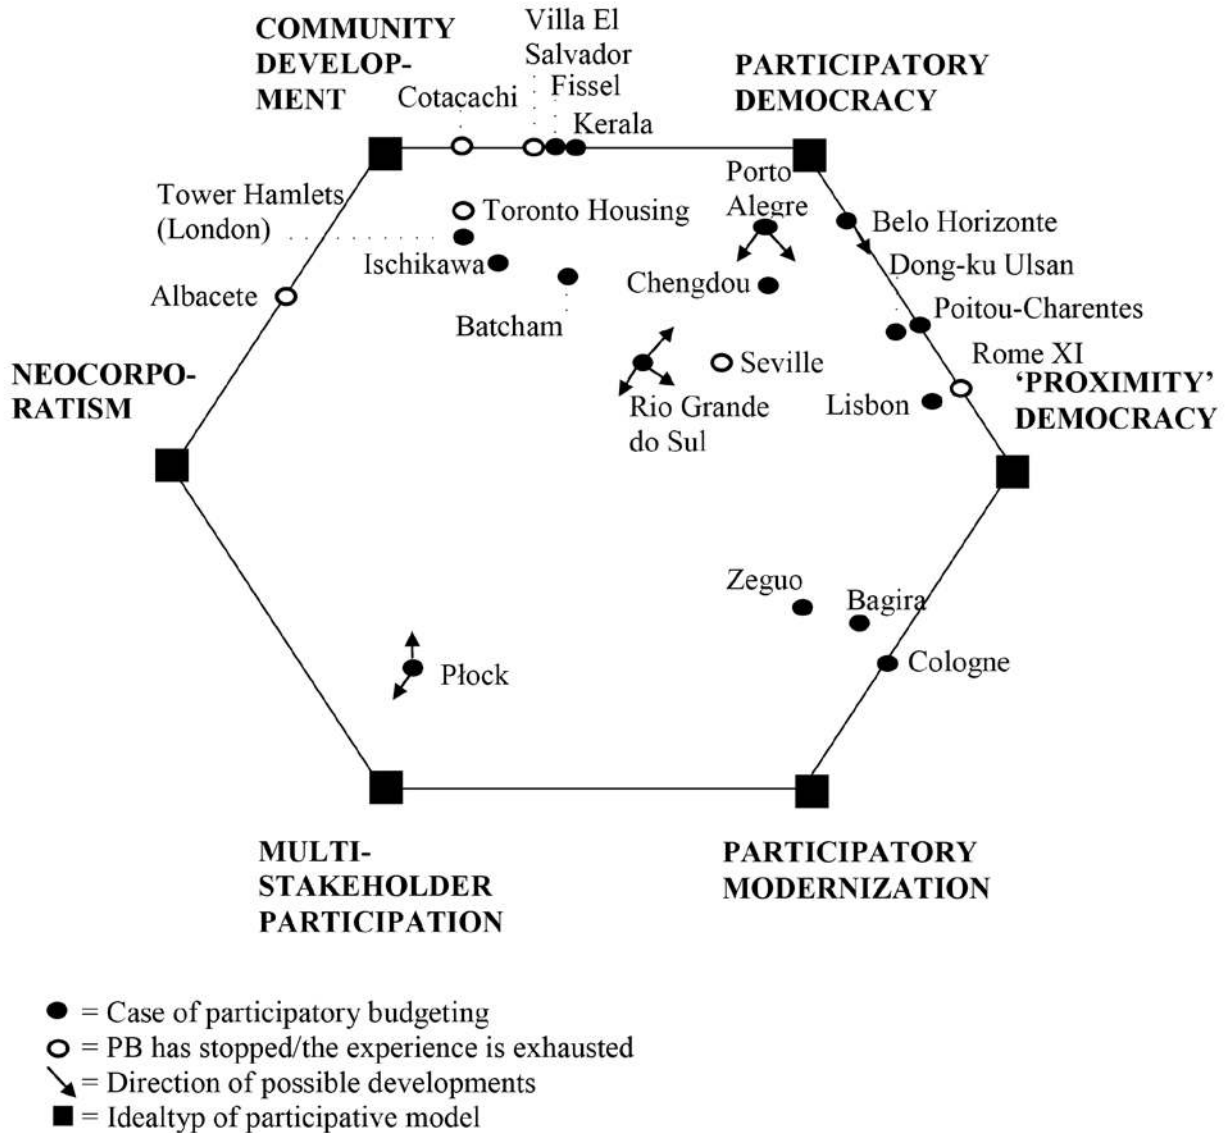 COMMUNITY
DEVELOP-
MENT
Villa El
Salvador
Fissel
Cotacachi
Kerala
PARTICIPATORY
DEMOCRACY
Tower Hamlets
(London)
Toronto Housing
Porto
Alegre
Belo Horizonte
Ischikawa
Chengdou
Dong-ku Ulsan
Albacete
Batcham
Poitou-Charentes
NEOCORPO-
RATISM
Seville
Rome XI
Rio Grande
do Sul
Lisbon
‘PROXIMITY’
DEMOCRACY
Zeguo
Bagira
Płock
Cologne
MULTI-
STAKEHOLDER
PARTICIPATION
PARTICIPATORY
MODERNIZATION
= Case of participatory budgeting
= PB has stopped/the experience is exhausted
= Direction of possible developments
= Idealtyp of participative model